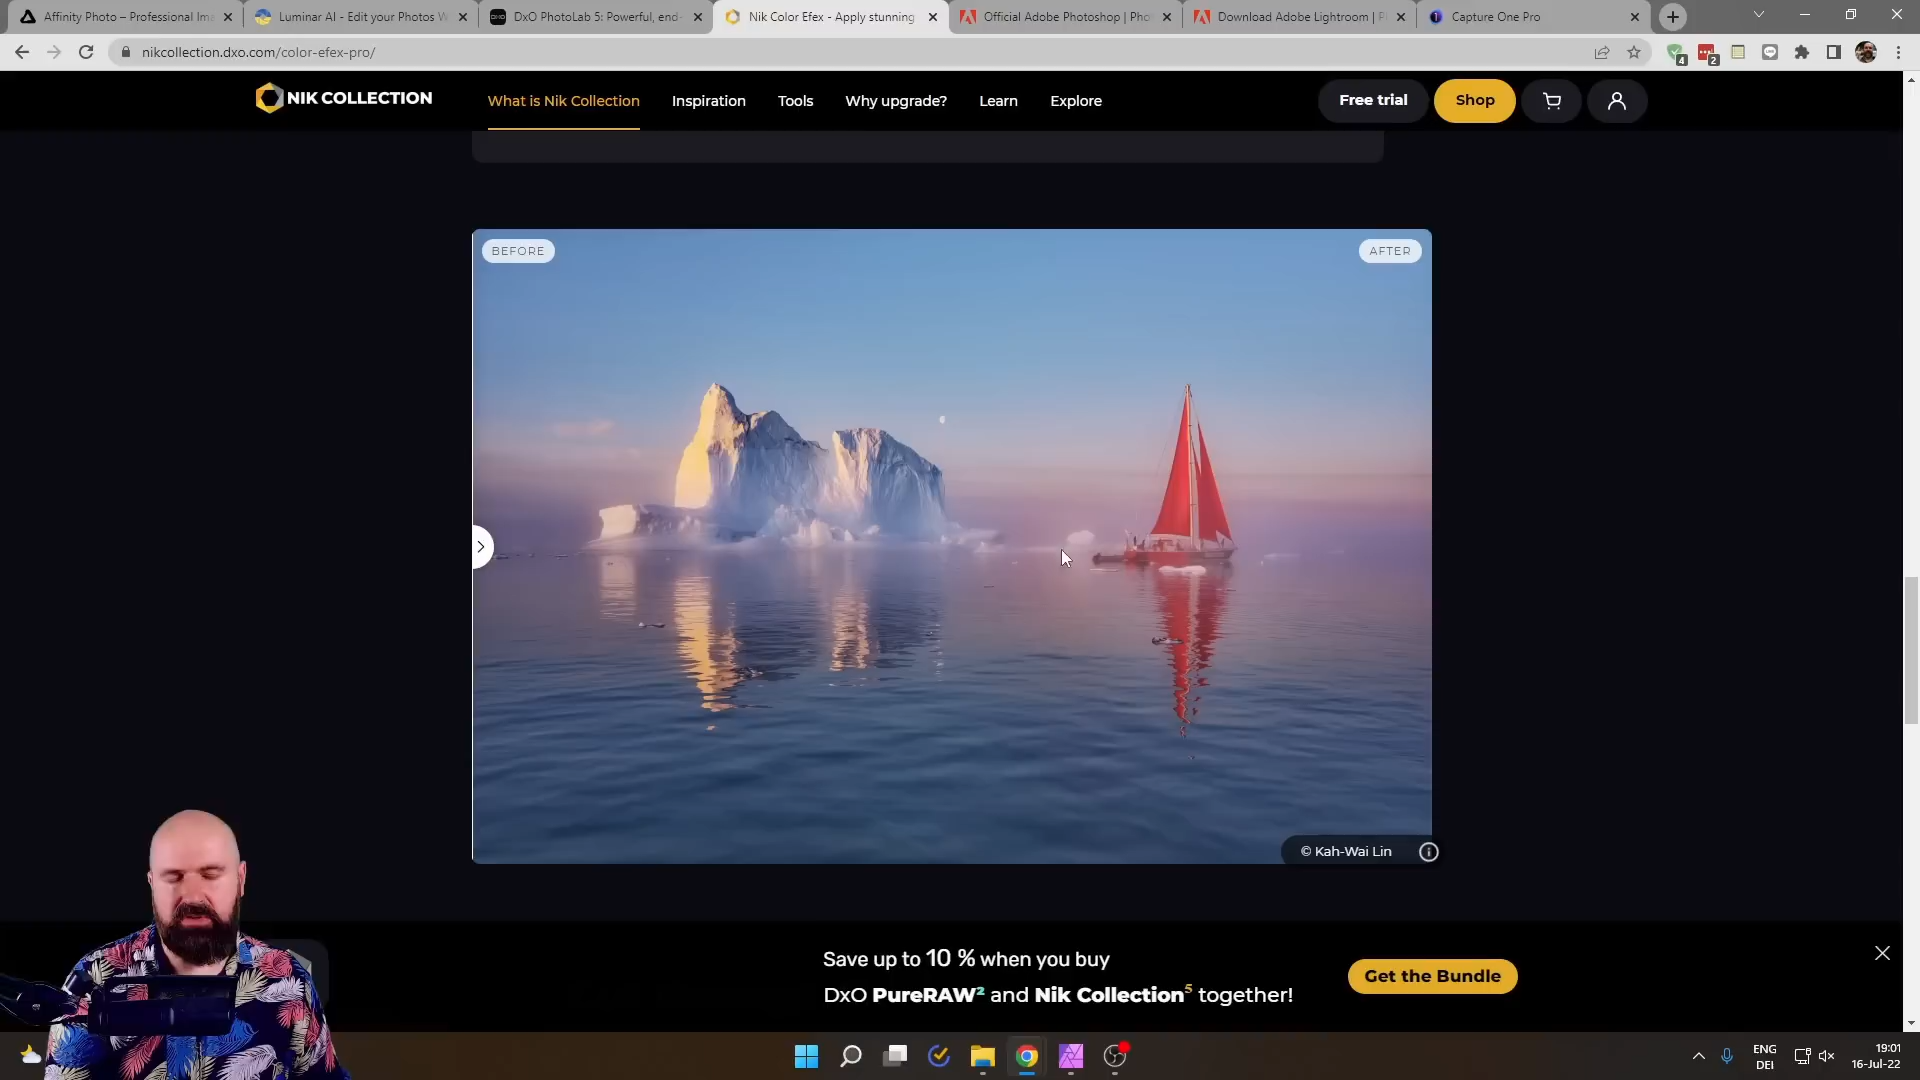 Affinity Photo – Professional Ima
Luminar AI - Edit your Photos W
DxO PhotoLab 5: Powerful, end-
Nik Color Efex - Apply stunning
Official Adobe Photoshop | Phot
Download Adobe Lightroom | P
Capture One Pro
nikcollection.dxo.com/color-efex-pro/
4
2
NIK COLLECTION
What is Nik Collection
Inspiration
Tools
Why upgrade?
Learn
Explore
Free trial
Shop
BEFORE
AFTER
© Kah-Wai Lin
Save up to 10 % when you buy
DxO PureRAW² and Nik Collection⁵ together!
Get the Bundle
ENG
DEI
19:01
16-Jul-22